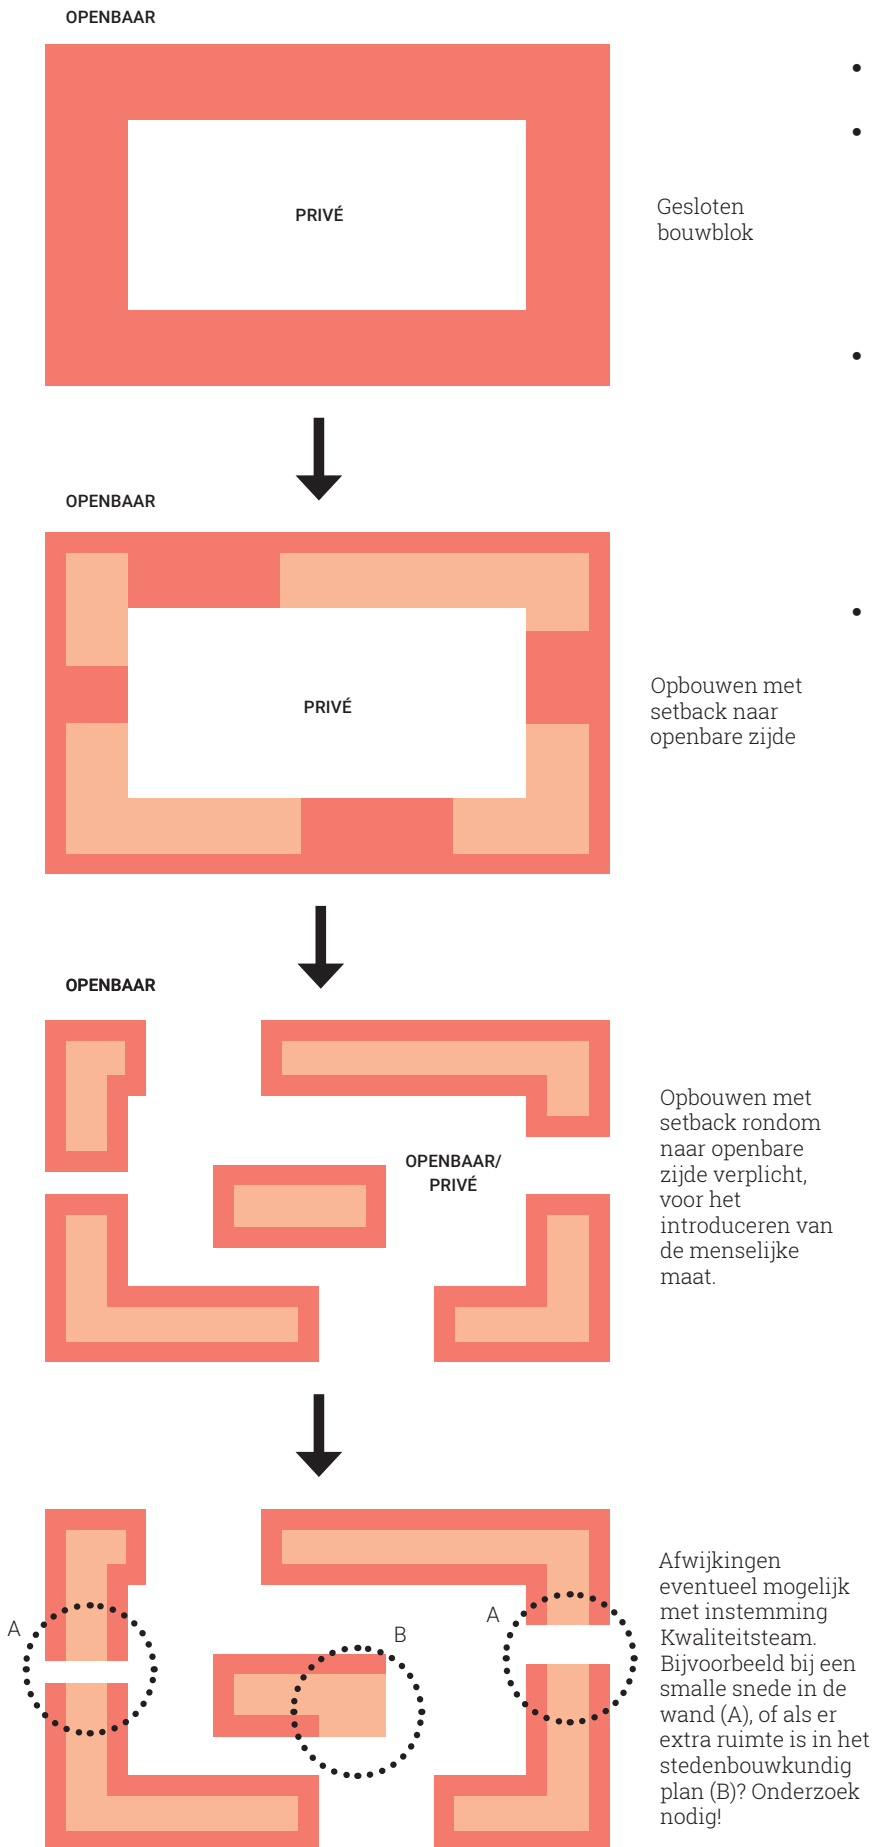 OPENBAAR
PRIVÉ
Gesloten
bouwblok
OPENBAAR
PRIVÉ
Opbouwen met
setback naar
openbare zijde
OPENBAAR
OPENBAAR/
PRIVÉ
Opbouwen met
setback rondom
naar openbare
zijde verplicht,
voor het
introduceren van
de menselijke
maat.
A
B
A
Afwijkingen
eventueel mogelijk
met instemming
Kwaliteitsteam.
Bijvoorbeeld bij een
smalle snede in de
wand (A), of als er
extra ruimte is in het
stedenbouwkundig
plan (B)? Onderzoek
nodig!